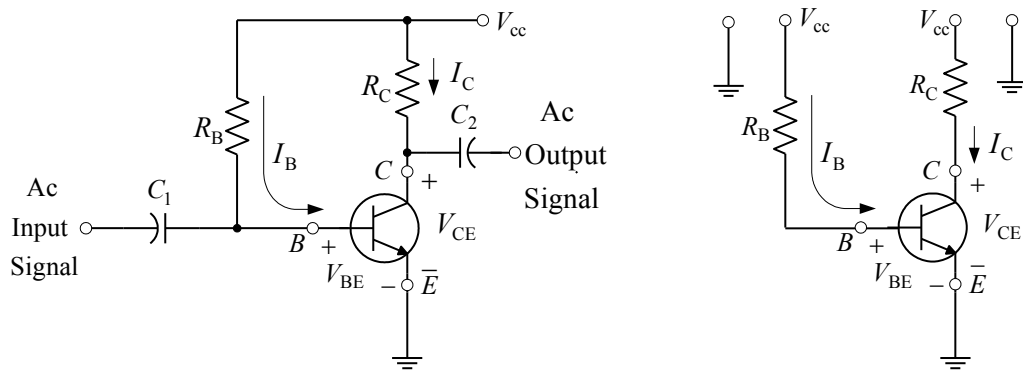 Vcc
RC
IC
C2
Ac
Output
Signal
RB
IB
C
+
Ac
Input
Signal
C1
B
+
VBE
VCE
−
E̅
Vcc
Vcc
RC
RB
IB
IC
C
+
B
+
VBE
VCE
−
E̅